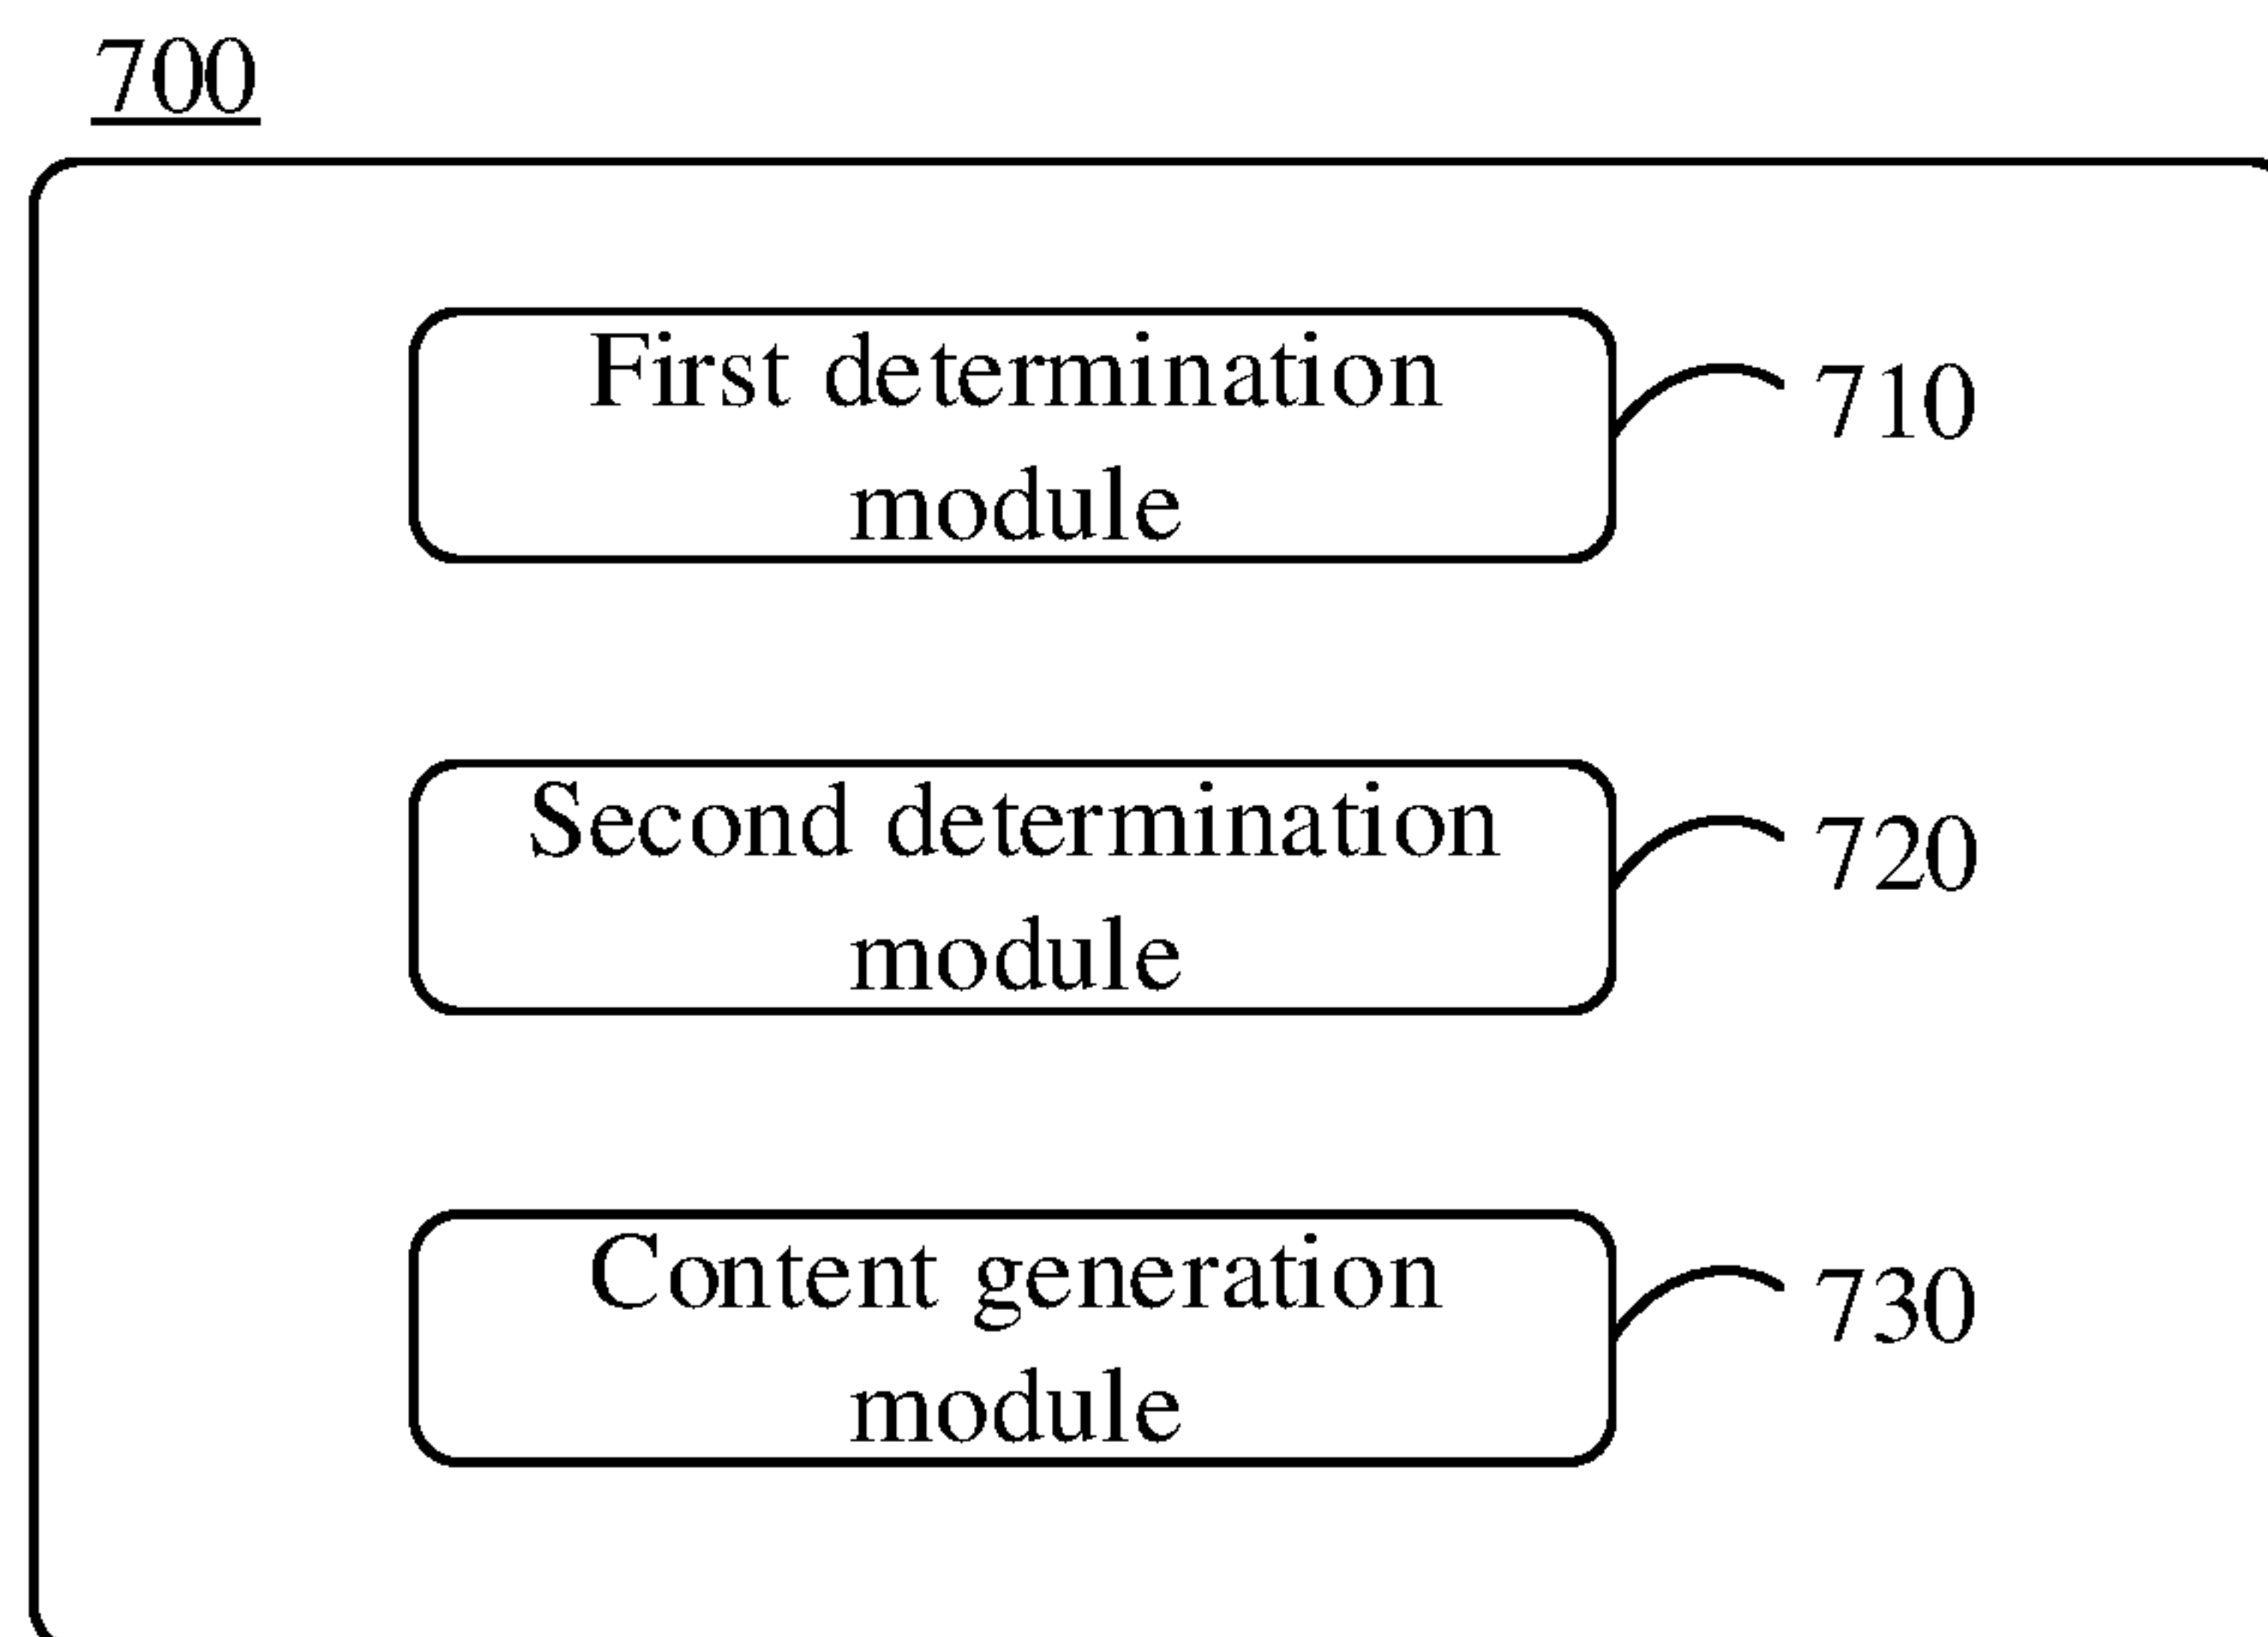 700
First determination
module
710
Second determination
module
720
Content generation
module
730